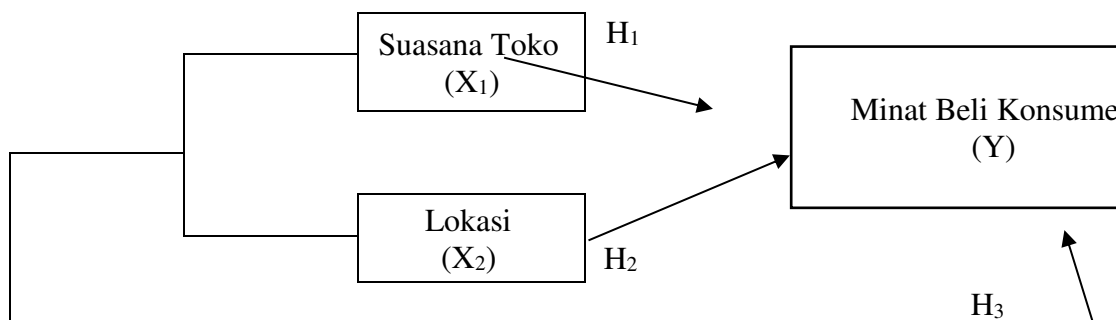 Suasana Toko
(X₁)
H₁
Minat Beli Konsume
(Y)
Lokasi
(X₂)
H₂
H₃